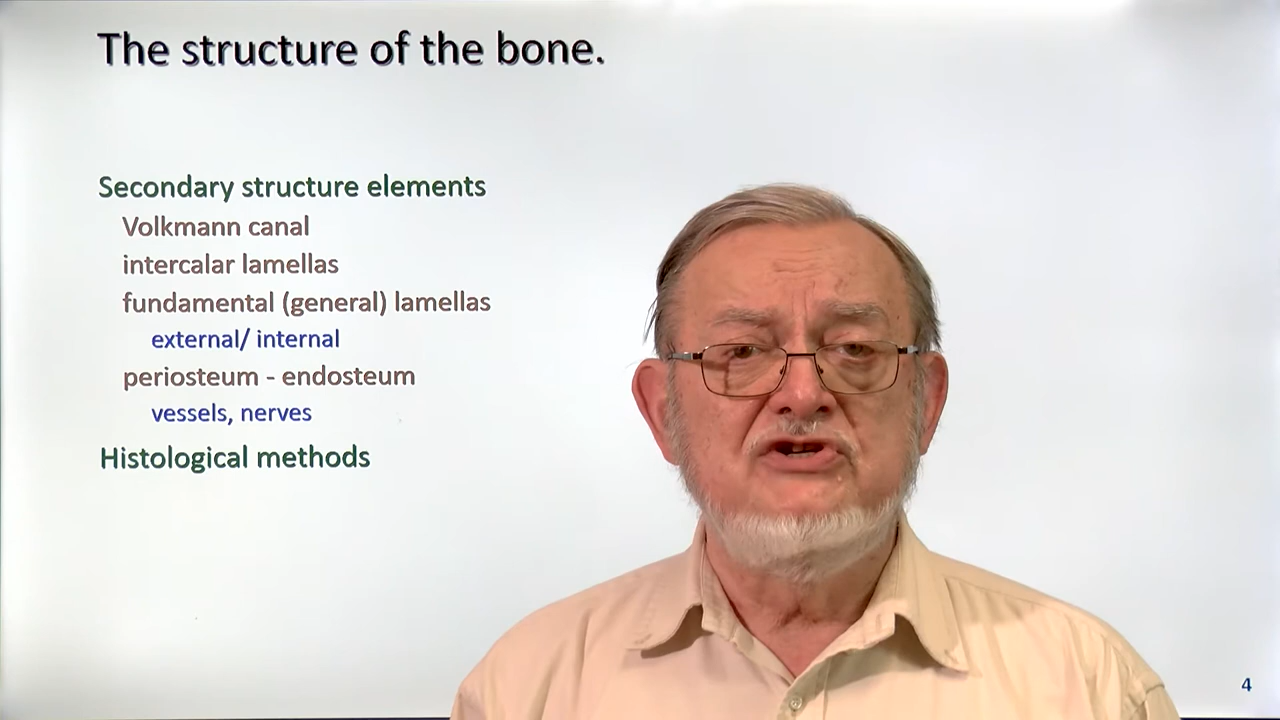 The structure of the bone.
Secondary structure elements
Volkmann canal
intercalar lamellas
fundamental (general) lamellas
external/ internal
periosteum - endosteum
vessels, nerves
Histological methods
4